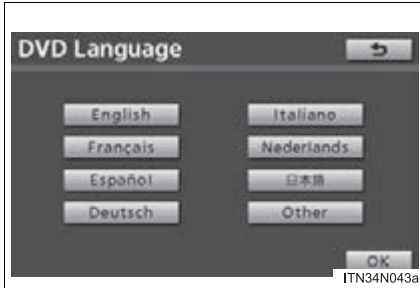 DVD Language
English
Italiano
Français
Nederlands
Español
日本語
Deutsch
Other
OK
ITN34N043a